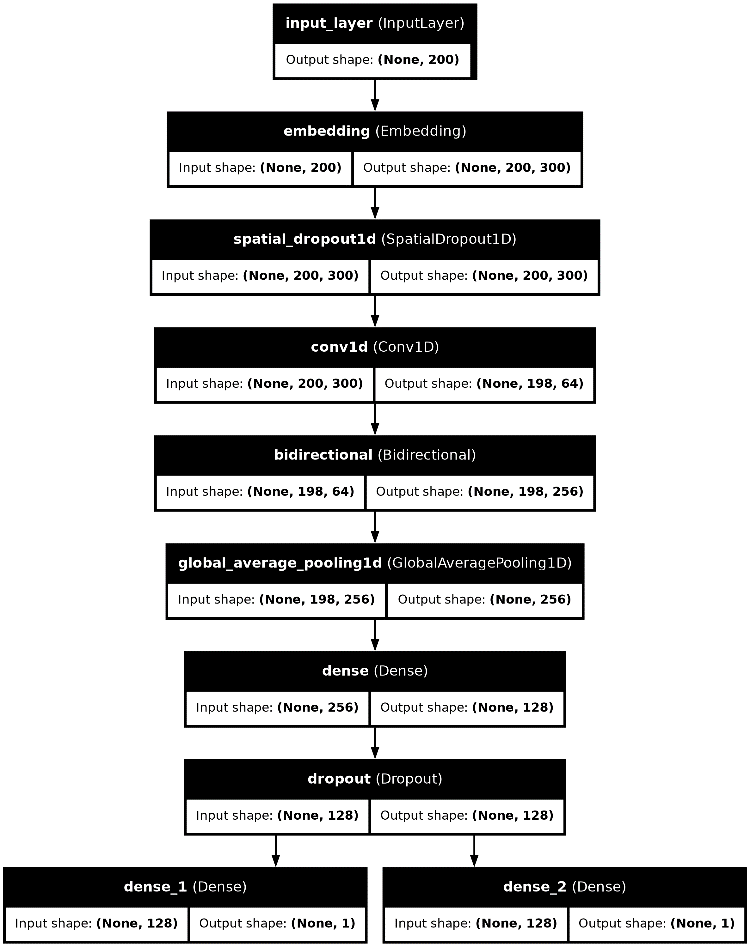 input_layer (InputLayer)
Output shape: (None, 200)
embedding (Embedding)
Input shape: (None, 200) Output shape: (None, 200, 300)
spatial_dropout1d (SpatialDropout1D)
Input shape: (None, 200, 300) Output shape: (None, 200, 300)
conv1d (Conv1D)
Input shape: (None, 200, 300) Output shape: (None, 198, 64)
bidirectional (Bidirectional)
Input shape: (None, 198, 64) Output shape: (None, 198, 256)
global_average_pooling1d (GlobalAveragePooling1D)
Input shape: (None, 198, 256) Output shape: (None, 256)
dense (Dense)
Input shape: (None, 256) Output shape: (None, 128)
dropout (Dropout)
Input shape: (None, 128) Output shape: (None, 128)
dense_1 (Dense) dense_2 (Dense)
Input shape: (None, 128) Output shape: (None, 1) Input shape: (None, 128) Output shape: (None, 1)